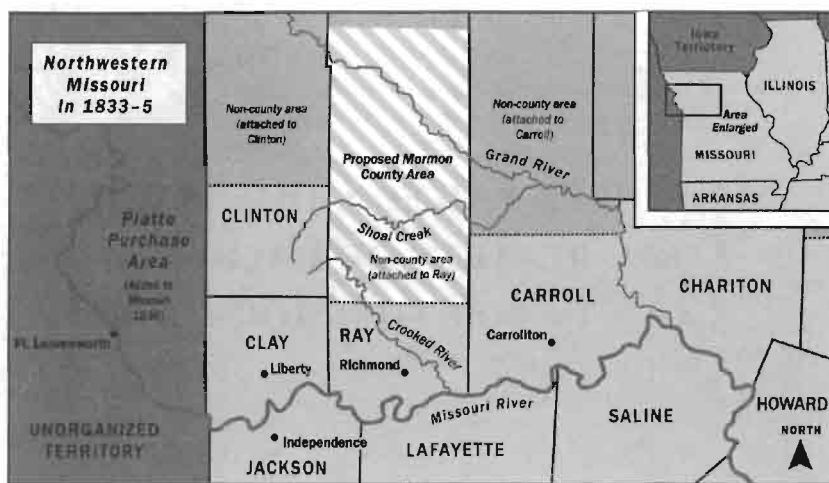 Northwestern
Missouri
In 1833-5
Non-county area
(attached to
Clinton)
Proposed Mormon
County Area
Non-county area
(attached to
Carroll)
Grand River
Iowa
Territory
ILLINOIS
Area
Enlarged
MISSOURI
ARKANSAS
Platte
Purchase
Area
(Added to
Missouri
Ft. Leavenworth
CLINTON
Shoal Creek
Non-county area
(attached to Ray)
CARROLL
Carrollton
CHARITON
CLAY
Liberty
RAY
Richmond
Crooked River
Missouri River
SALINE
HOWARD
NORTH
UNORGANIZED
TERRITORY
Independence
JACKSON
LAFAYETTE